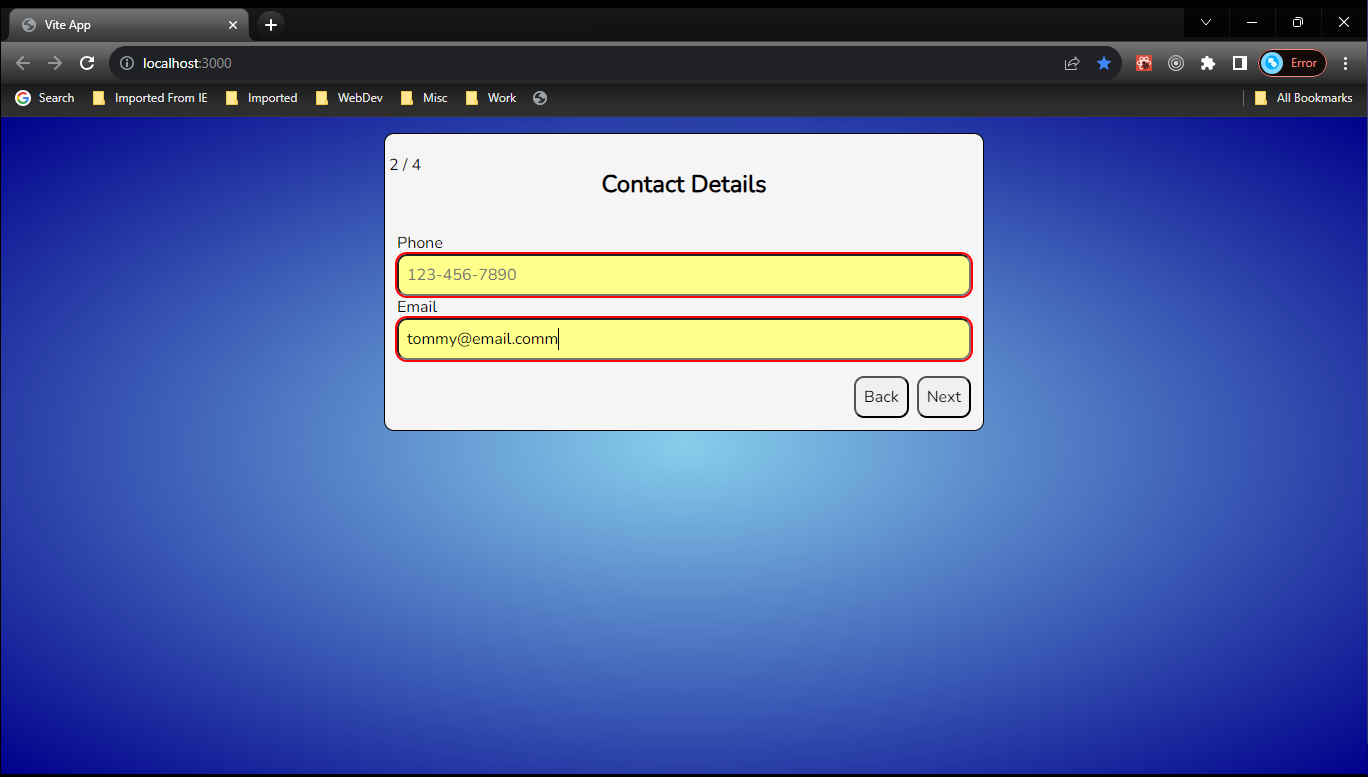 Vite App
localhost:3000
Error
Search Imported From IE Imported WebDev Misc Work All Bookmarks
2 / 4
Contact Details
Phone
123-456-7890
Email
tommy@email.comm
Back Next